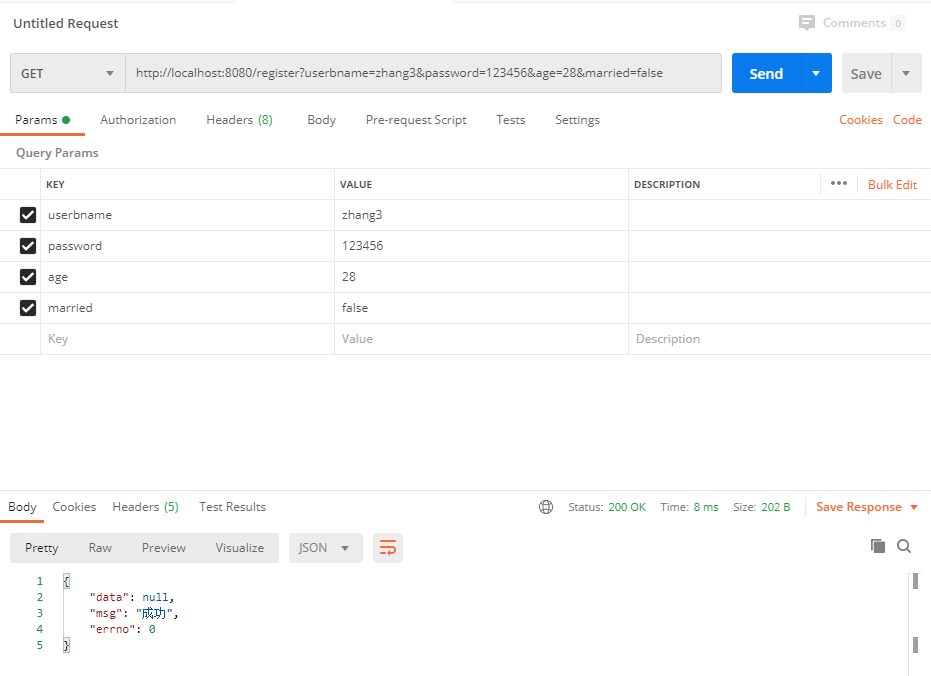 Untitled Request
Comments 0
GET http://localhost:8080/register?userbname=zhang3&password=123456&age=28&married=false Send Save
Params Authorization Headers (8) Body Pre-request Script Tests Settings Cookies Code
Query Params
KEY VALUE DESCRIPTION ••• Bulk Edit
userbname zhang3
password 123456
age 28
married false
Key Value Description
Body Cookies Headers (5) Test Results Status: 200 OK Time: 8 ms Size: 202 B Save Response
Pretty Raw Preview Visualize JSON
1 {
2 "data": null,
3 "msg": "成功",
4 "errno": 0
5 }